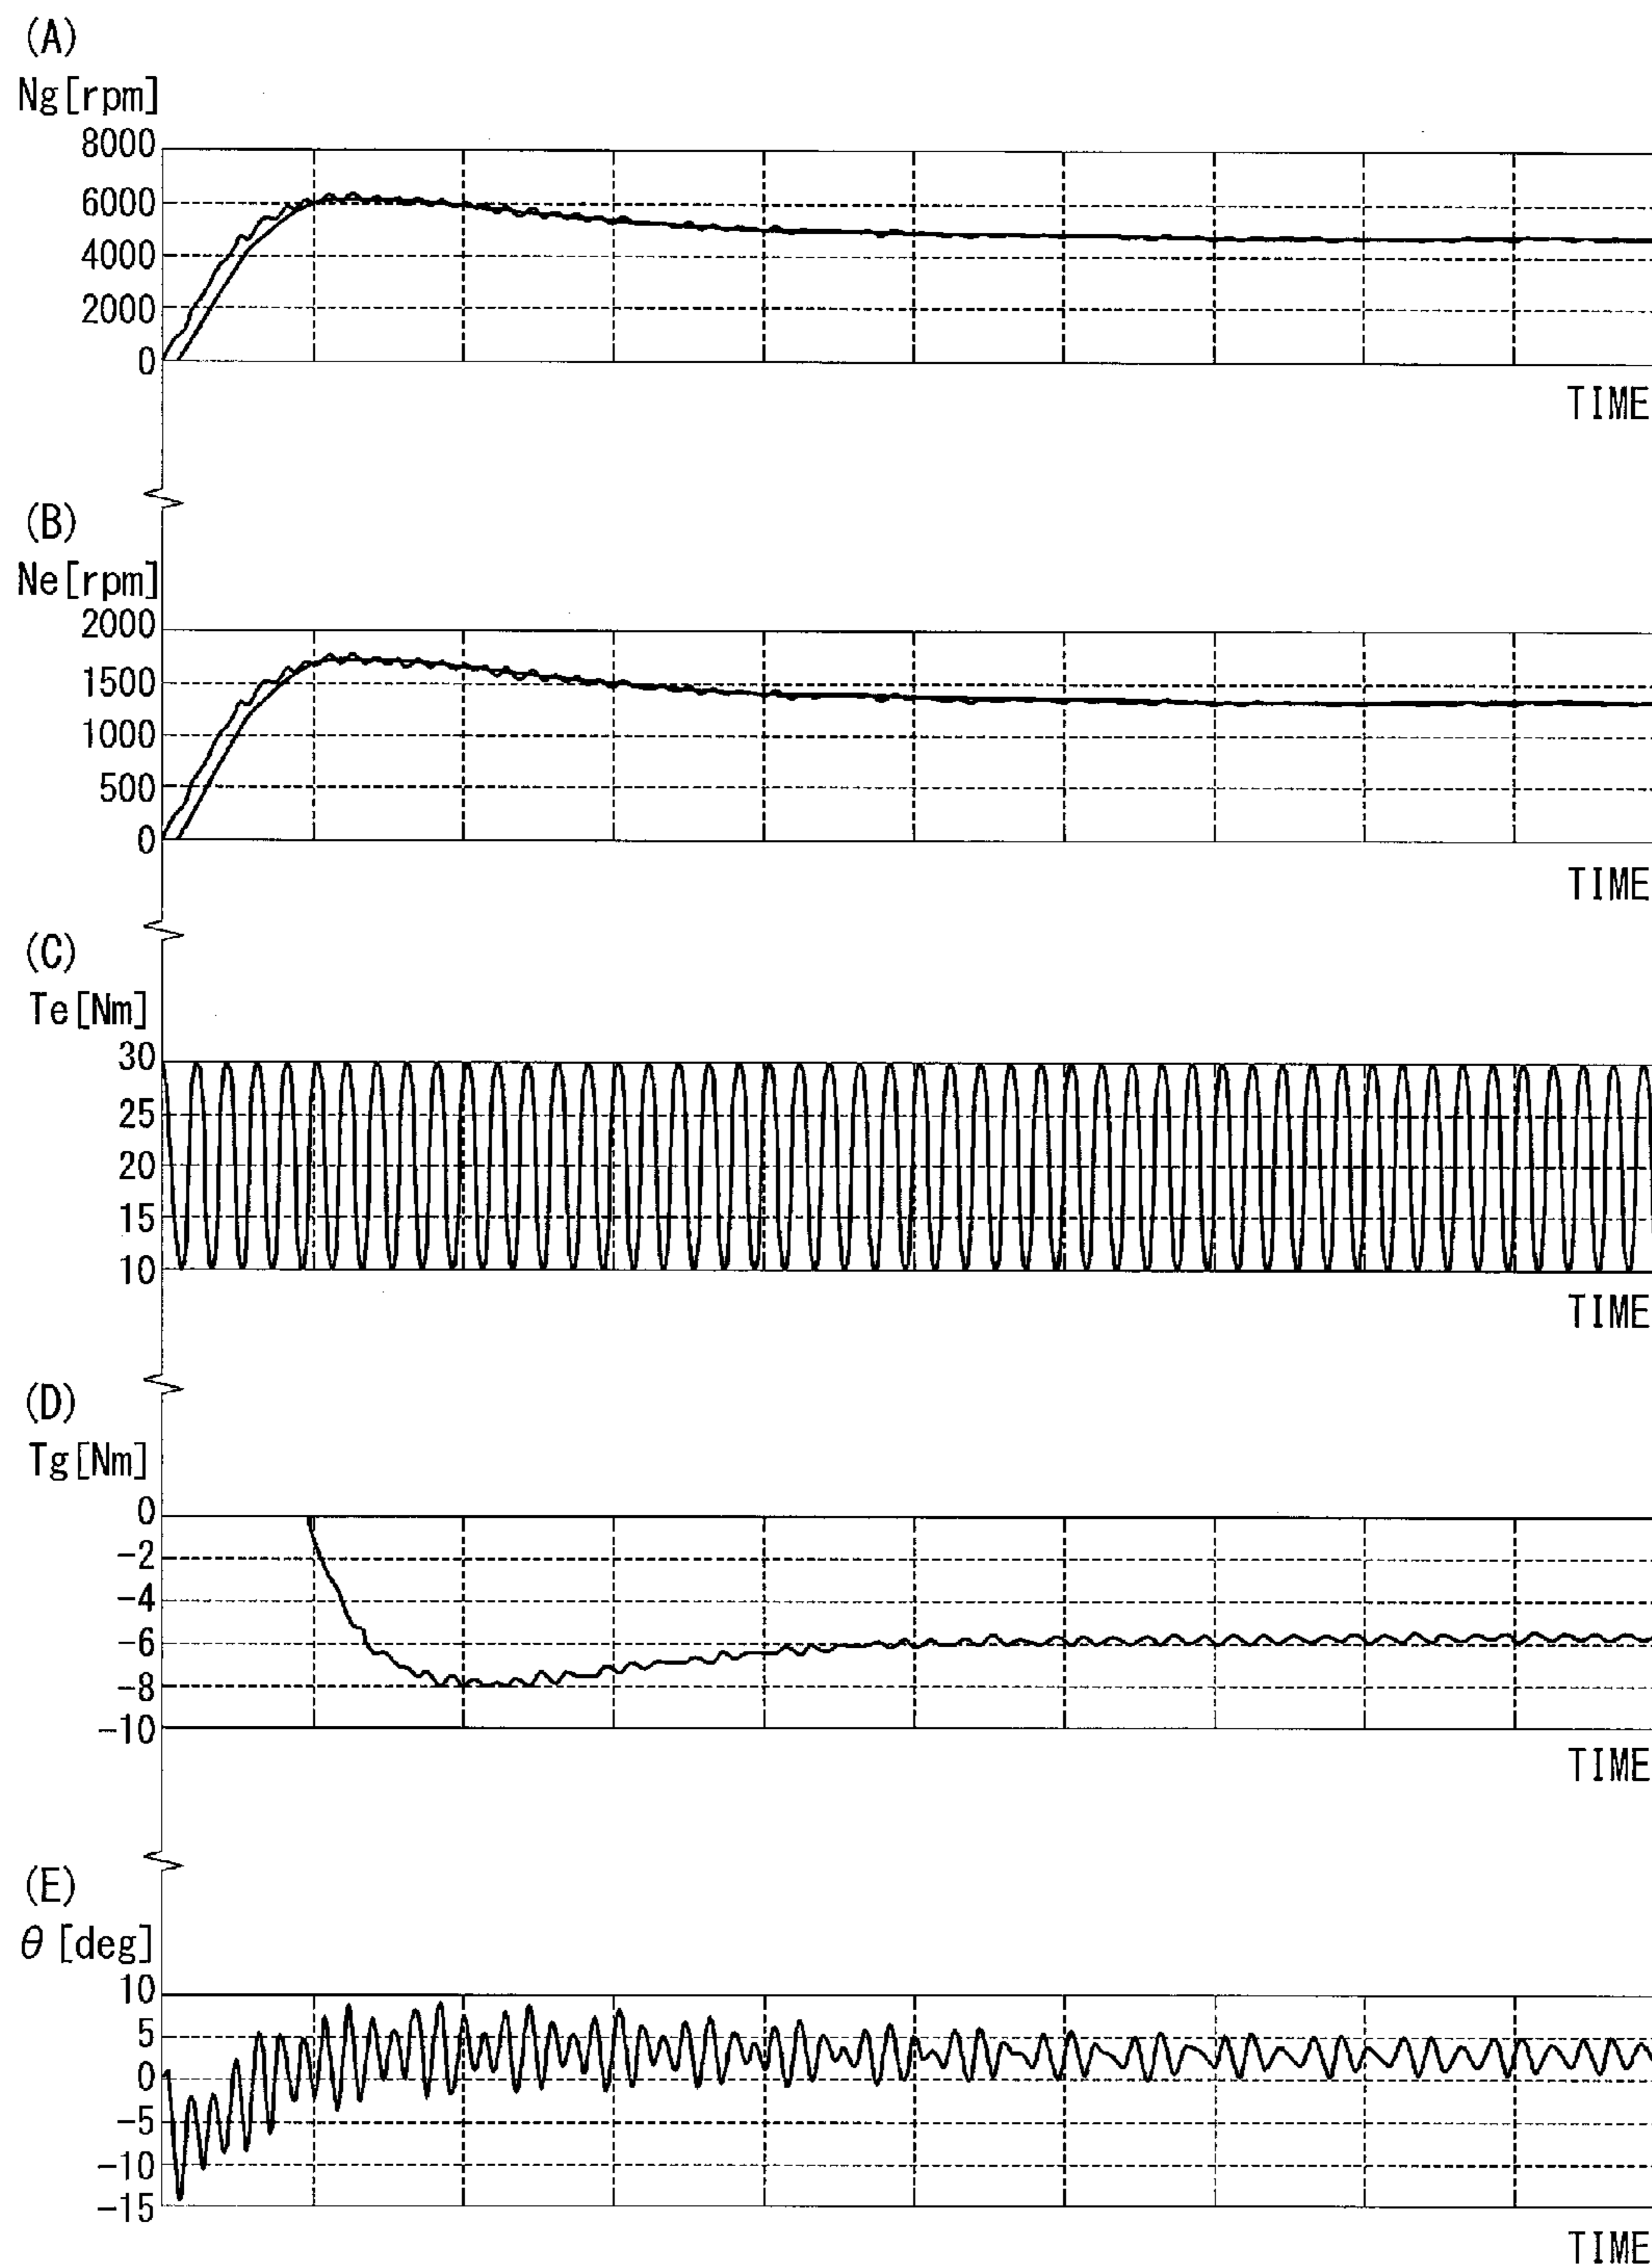 (A)
Ng[rpm]
8000
6000
4000
2000
0
TIME
(B)
Ne[rpm]
2000
1500
1000
500
0
TIME
(C)
Te[Nm]
30
25
20
15
10
TIME
(D)
Tg[Nm]
0
-2
-4
-6
-8
-10
TIME
(E)
θ [deg]
10
5
0
-5
-10
-15
TIME